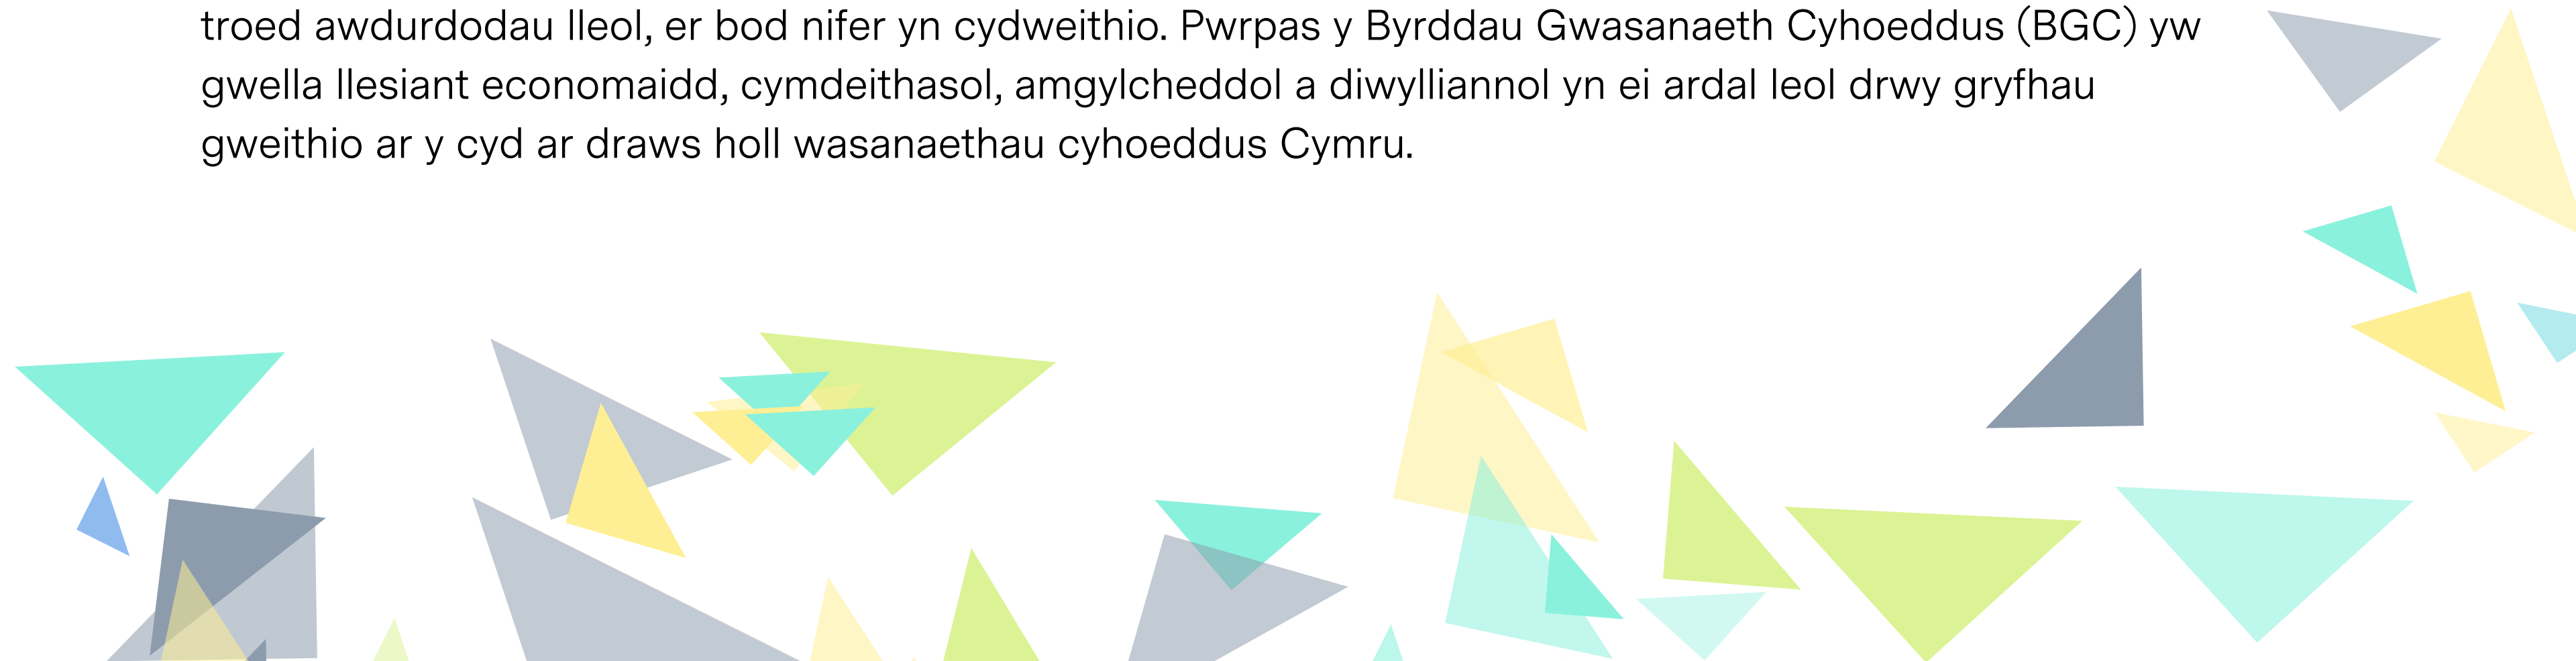 troed awdurdodau lleol, er bod nifer yn cydweithio. Pwrpas y Byrddau Gwasanaeth Cyhoeddus (BGC) yw
gwella llesiant economaidd, cymdeithasol, amgylcheddol a diwylliannol yn ei ardal leol drwy gryfhau
gweithio ar y cyd ar draws holl wasanaethau cyhoeddus Cymru.